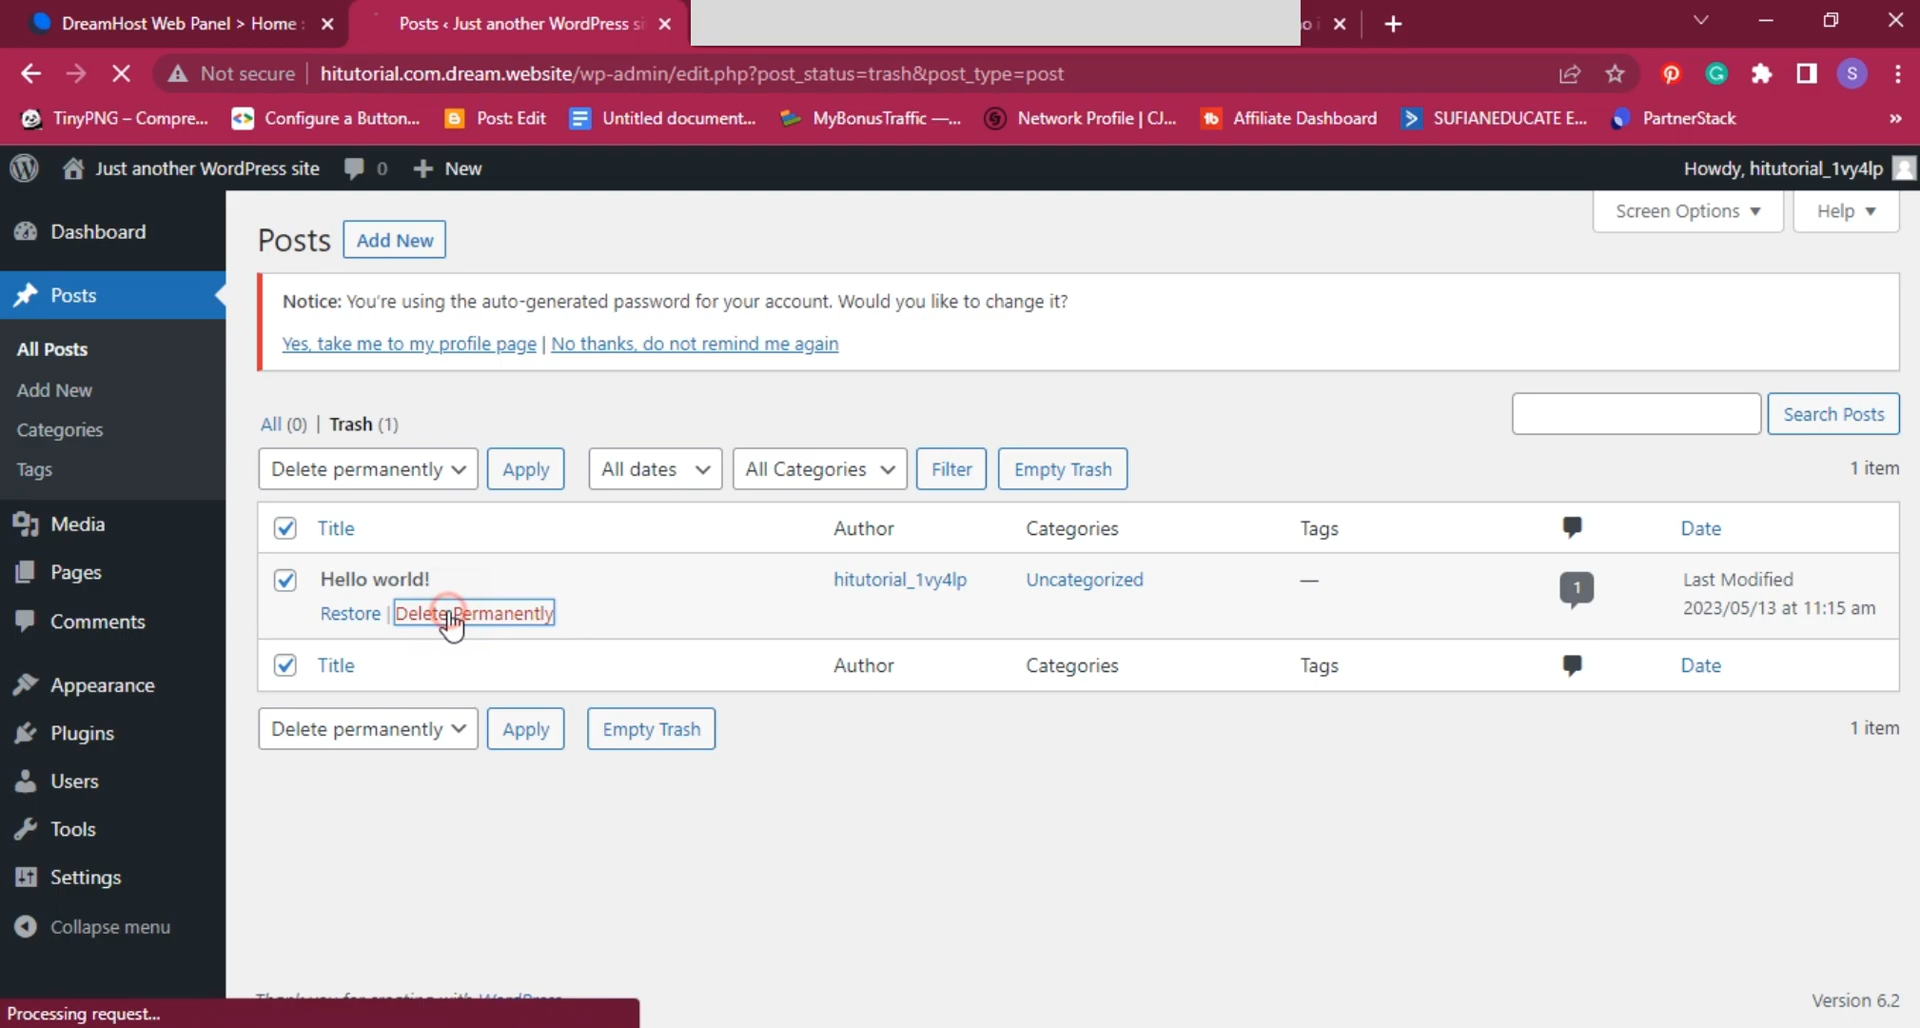 DreamHost Web Panel > Home :
Posts ‹ Just another WordPress si
Not secure | hitutorial.com.dream.website/wp-admin/edit.php?post_status=trash&post_type=post
S
TinyPNG – Compre...
Configure a Button...
Post: Edit
Untitled document...
MyBonusTraffic —...
Network Profile | CJ...
Affiliate Dashboard
SUFIANEDUCATE E...
PartnerStack
»
Just another WordPress site
0
+ New
Howdy, hitutorial_1vy4lp
Dashboard
Posts
All Posts
Add New
Categories
Tags
Media
Pages
Comments
Appearance
Plugins
Users
Tools
Settings
Collapse menu
Screen Options
Help
Posts
Add New
Notice: You're using the auto-generated password for your account. Would you like to change it?
Yes, take me to my profile page | No thanks, do not remind me again
All (0) | Trash (1)
Search Posts
Delete permanently
Apply
All dates
All Categories
Filter
Empty Trash
1 item
Title Author Categories Tags Date
Hello world! hitutorial_1vy4lp Uncategorized — 1 Last Modified
Restore | Delete Permanently 2023/05/13 at 11:15 am
Title Author Categories Tags Date
Delete permanently
Apply
Empty Trash
1 item
Version 6.2
Processing request...